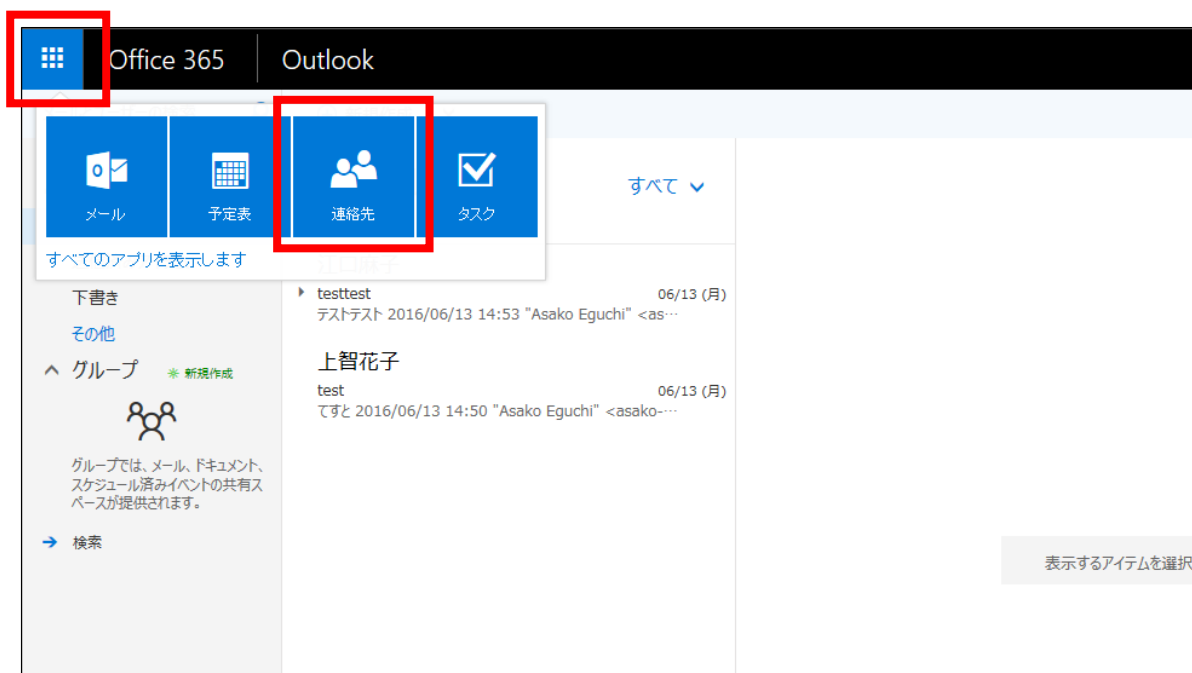 Office 365
Outlook
メール
予定表
連絡先
タスク
すべてのアプリを表示します
すべて
下書き
その他
グループ
新規作成
グループでは、メール、ドキュメント、
スケジュール済みイベントの共有ス
ペースが提供されます。
検索
testtest 06/13 (月)
テストテスト 2016/06/13 14:53 "Asako Eguchi" <as…
上智花子
test 06/13 (月)
てすと 2016/06/13 14:50 "Asako Eguchi" <asako-…
表示するアイテムを選択